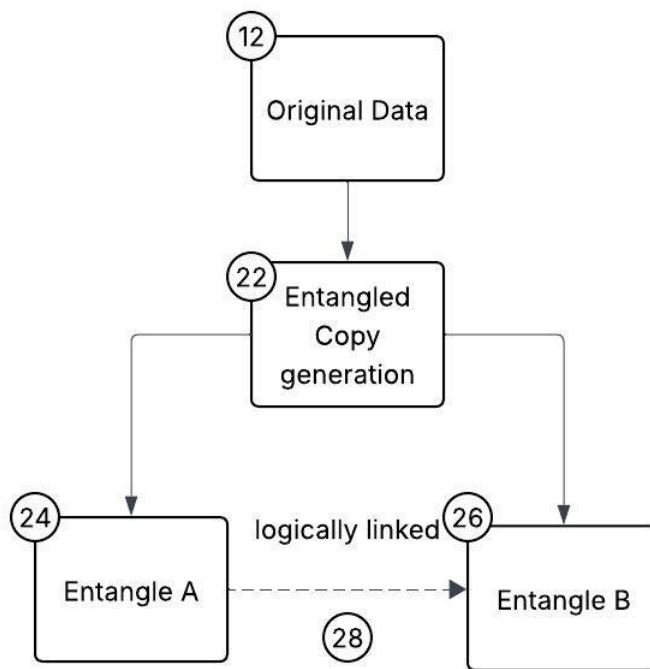 12
Original Data
22
Entangled
Copy
generation
24
logically linked
26
Entangle A
Entangle B
28